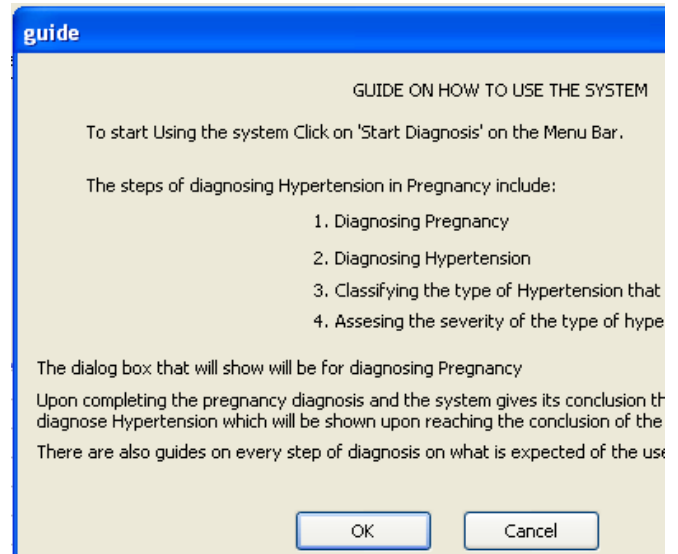 guide
GUIDE ON HOW TO USE THE SYSTEM
To start Using the system Click on 'Start Diagnosis' on the Menu Bar.
The steps of diagnosing Hypertension in Pregnancy include:
1. Diagnosing Pregnancy
2. Diagnosing Hypertension
3. Classifying the type of Hypertension that
4. Assesing the severity of the type of hype
The dialog box that will show will be for diagnosing Pregnancy
Upon completing the pregnancy diagnosis and the system gives its conclusion th
diagnose Hypertension which will be shown upon reaching the conclusion of the
There are also guides on every step of diagnosis on what is expected of the use
OK Cancel